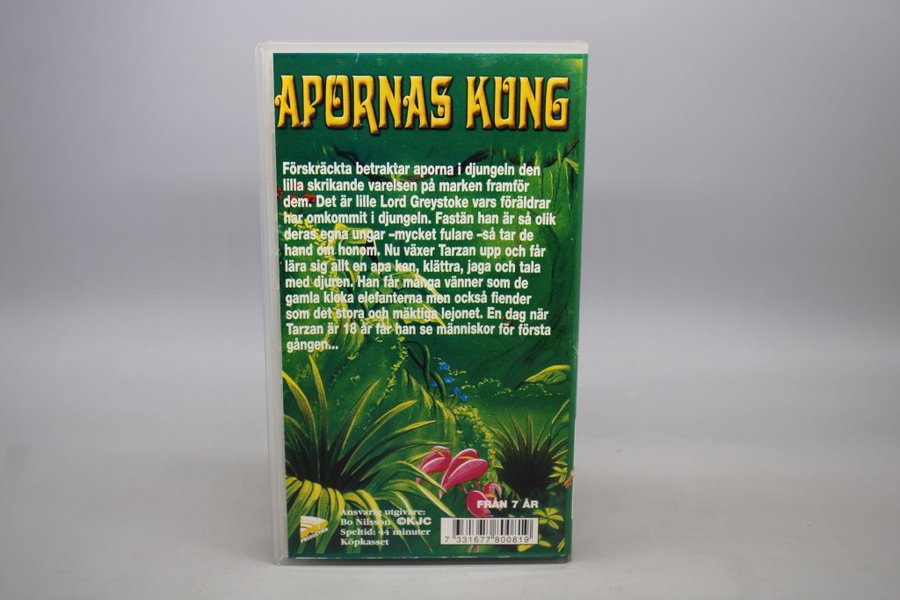 APORNAS KUNG
Förskräckta betraktar aporna i djungeln den
lilla skrikande varelsen på marken framför
dem. Det är lille Lord Greystoke vars föräldrar
har omkommit i djungeln. Fastän han är så olik
deras egna ungar –mycket fulare –så tar de
hand om honom. Nu växer Tarzan upp och får
lära sig allt en apa kan, klättra, jaga och tala
med djuren. Han får många vänner som de
gamla kloka elefanterna men också fiender
som det stora och mäktiga lejonet. En dag när
Tarzan är 18 år får han se människor för första
gången...
FRÅN 7 ÅR
Ansvarig utgivare:
Bo Nilsson ©KJC
Speltid: 44 minuter
Köpkasset
7 331677 800819